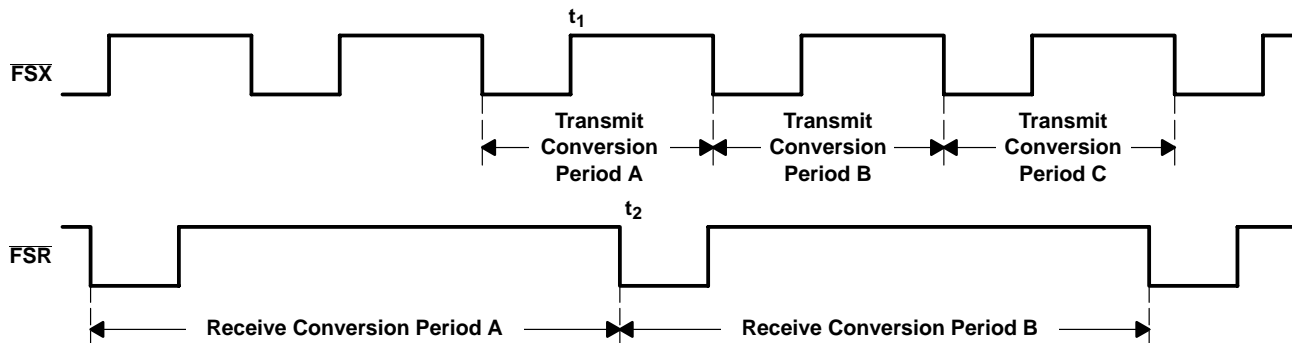 t1
FSX
Transmit
Conversion
Period A
Transmit
Conversion
Period B
Transmit
Conversion
Period C
t2
FSR
Receive Conversion Period A
Receive Conversion Period B